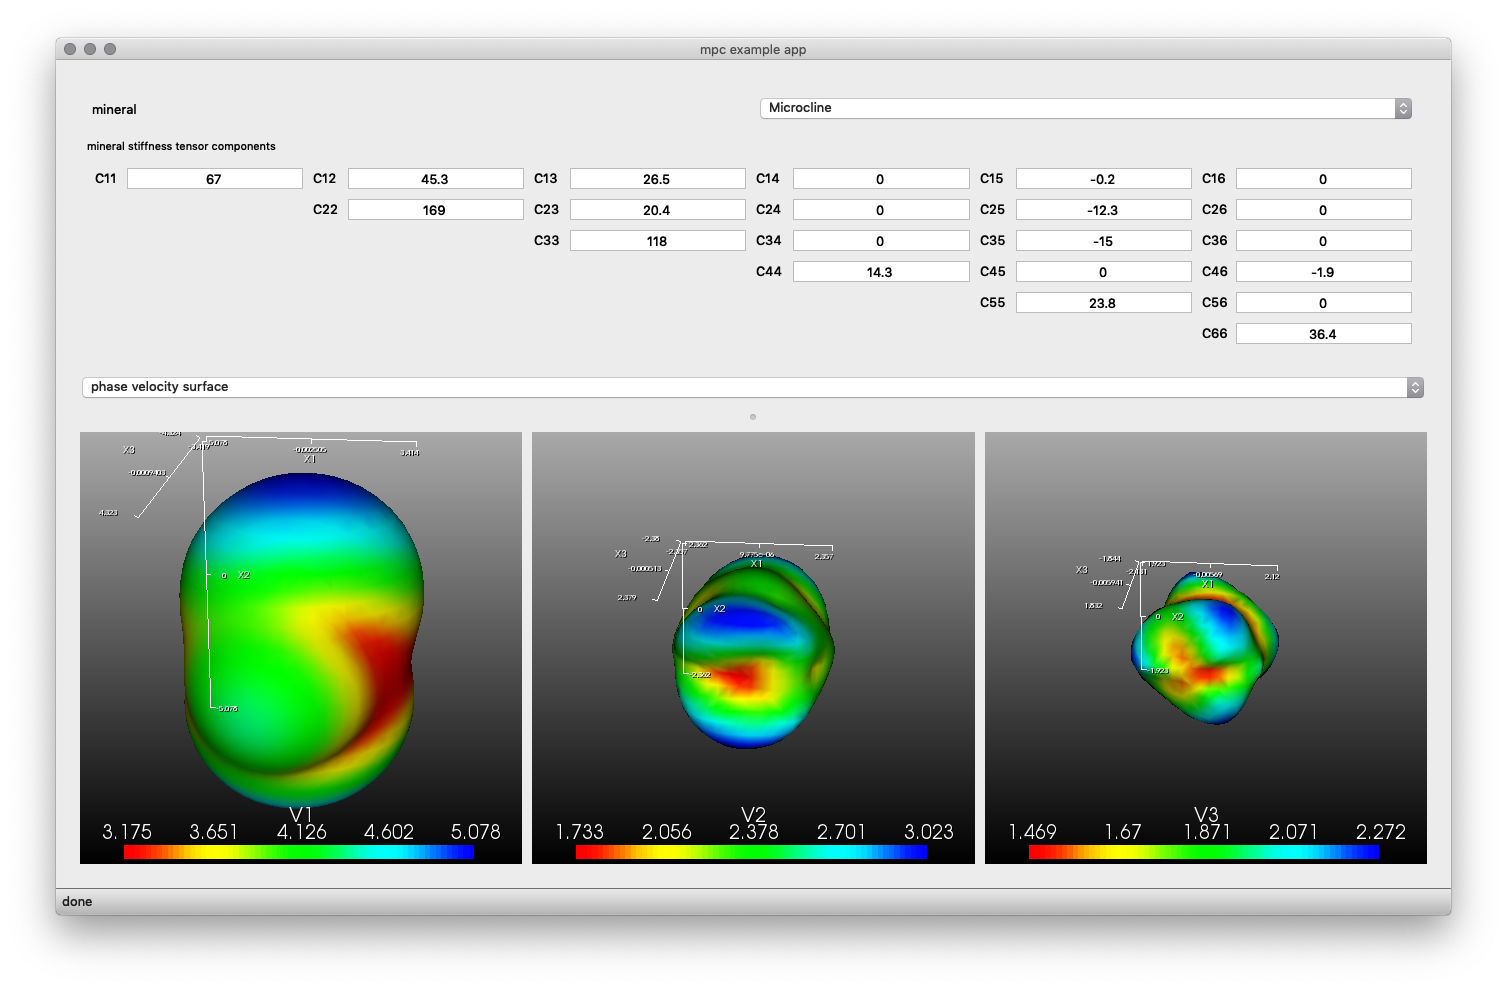 mpc example app
mineral Microcline
mineral stiffness tensor components
C11 67 C12 45.3 C13 26.5 C14 0 C15 -0.2 C16 0
C22 169 C23 20.4 C24 0 C25 -12.3 C26 0
C33 118 C34 0 C35 -15 C36 0
C44 14.3 C45 0 C46 -1.9
C55 23.8 C56 0
C66 36.4
phase velocity surface
X3
-0.002505
X1
3.414
-0.0009403
4.323
0 X2
-5.078
V1
3.175 3.651 4.126 4.602 5.078
-2.38
2.362
X3
9.775e-06
2.357
X1
-0.000513
2.379
0 X2
-2.362
V2
1.733 2.056 2.378 2.701 3.023
-1.844
1.923
X3
-0.00569
2.12
X1
-0.005941
1.832
0 X2
-1.923
V3
1.469 1.67 1.871 2.071 2.272
done